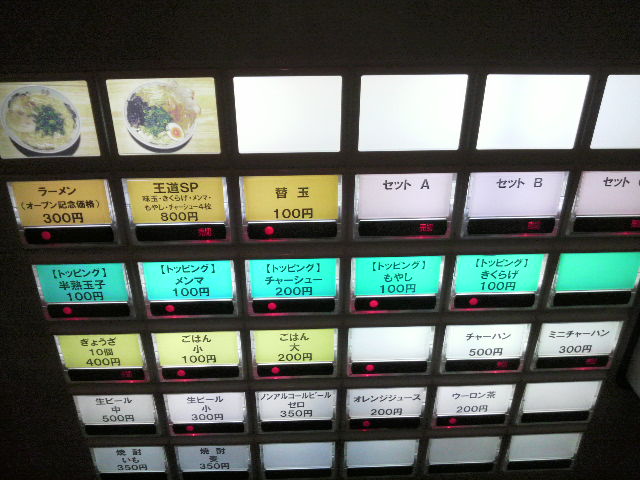 ラーメン
(オープン記念価格)
300円
王道SP
味玉・きくらげ・メンマ・
もやし・チャーシュー4枚
800円
替 玉
100円
セット A
セット B
セット
売切
売切
売切
【トッピング】
半熟玉子
100円
【トッピング】
メンマ
100円
【トッピング】
チャーシュー
200円
【トッピング】
もやし
100円
【トッピング】
きくらげ
100円
ぎょうざ
10個
400円
ごはん
小
100円
ごはん
大
200円
チャーハン
500円
ミニチャーハン
300円
生ビール
中
500円
生ビール
小
300円
ノンアルコールビール
ゼロ
350円
オレンジジュース
200円
ウーロン茶
200円
焼 酎
いも
350円
焼 酎
麦
350円